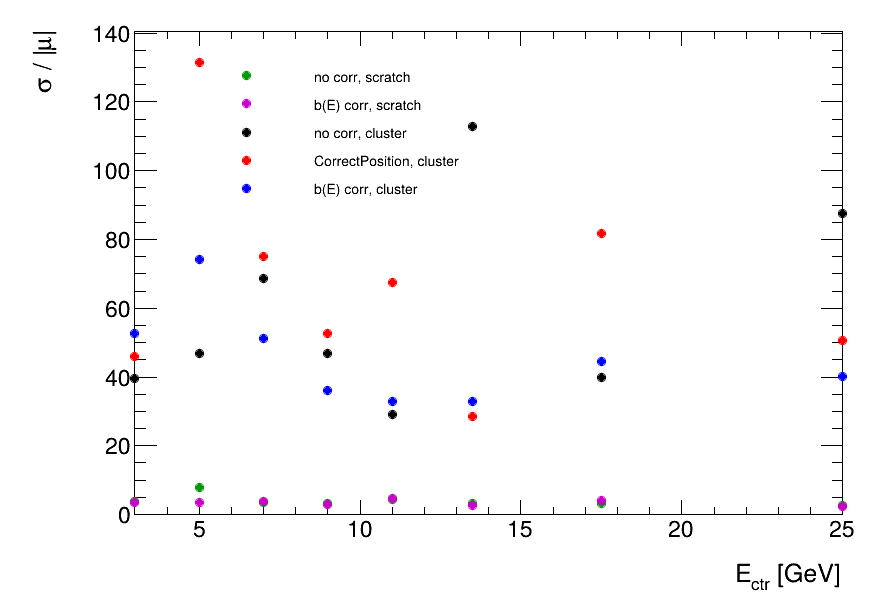 σ / |μ|
140
120
100
80
60
40
20
0
no corr, scratch
b(E) corr, scratch
no corr, cluster
CorrectPosition, cluster
b(E) corr, cluster
5 10 15 20 25
E_ctr [GeV]